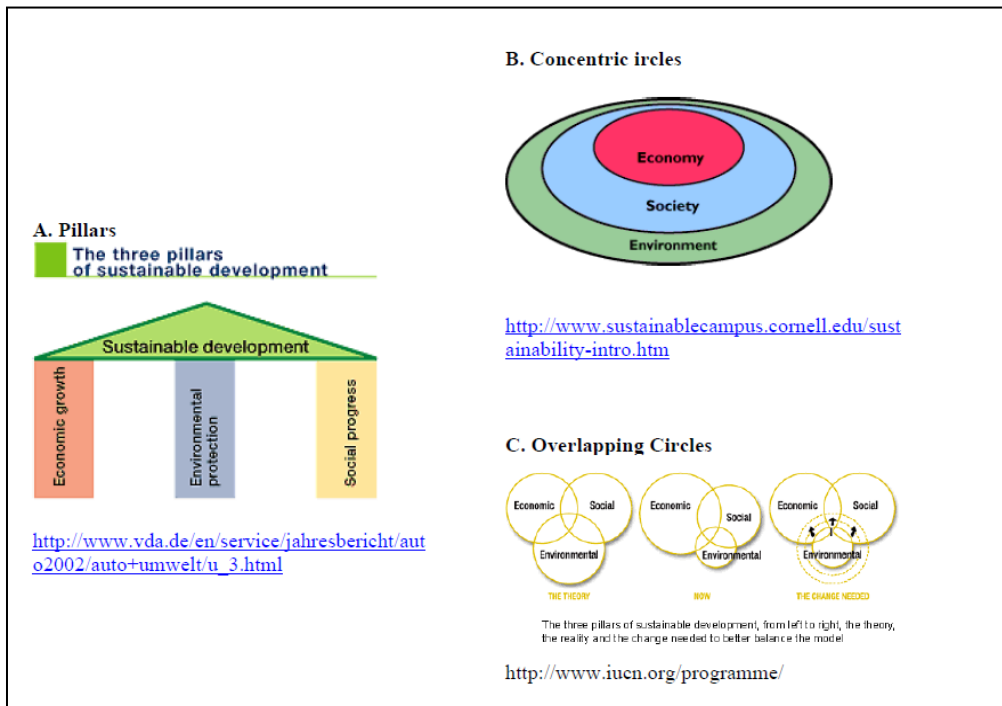 A. Pillars
The three pillars
of sustainable development
Sustainable development
Economic growth
Environmental
protection
Social progress
http://www.vda.de/en/service/jahresbericht/aut
o2002/auto+umwelt/u_3.html
B. Concentric ircles
Economy
Society
Environment
http://www.sustainablecampus.cornell.edu/sust
ainability-intro.htm
C. Overlapping Circles
Economic Social
Environmental
THE THEORY
Economic
Social
Environmental
NOW
Economic Social
Environmental
THE CHANGE NEEDED
The three pillars of sustainable development, from left to right, the theory,
the reality and the change needed to better balance the model
http://www.iucn.org/programme/